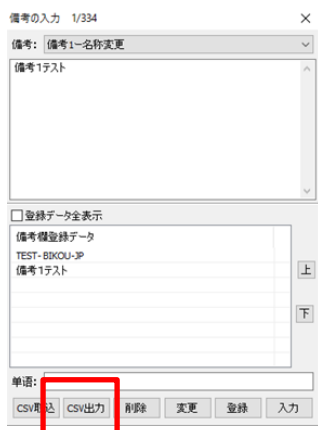 備考の入力 1/334
備考: 備考1ー名称変更
備考1テスト
登録データ全表示
備考欄登録データ
TEST-BIKOU-JP
備考1テスト
上
下
单语:
CSV取込 CSV出力 削除 変更 登録 入力